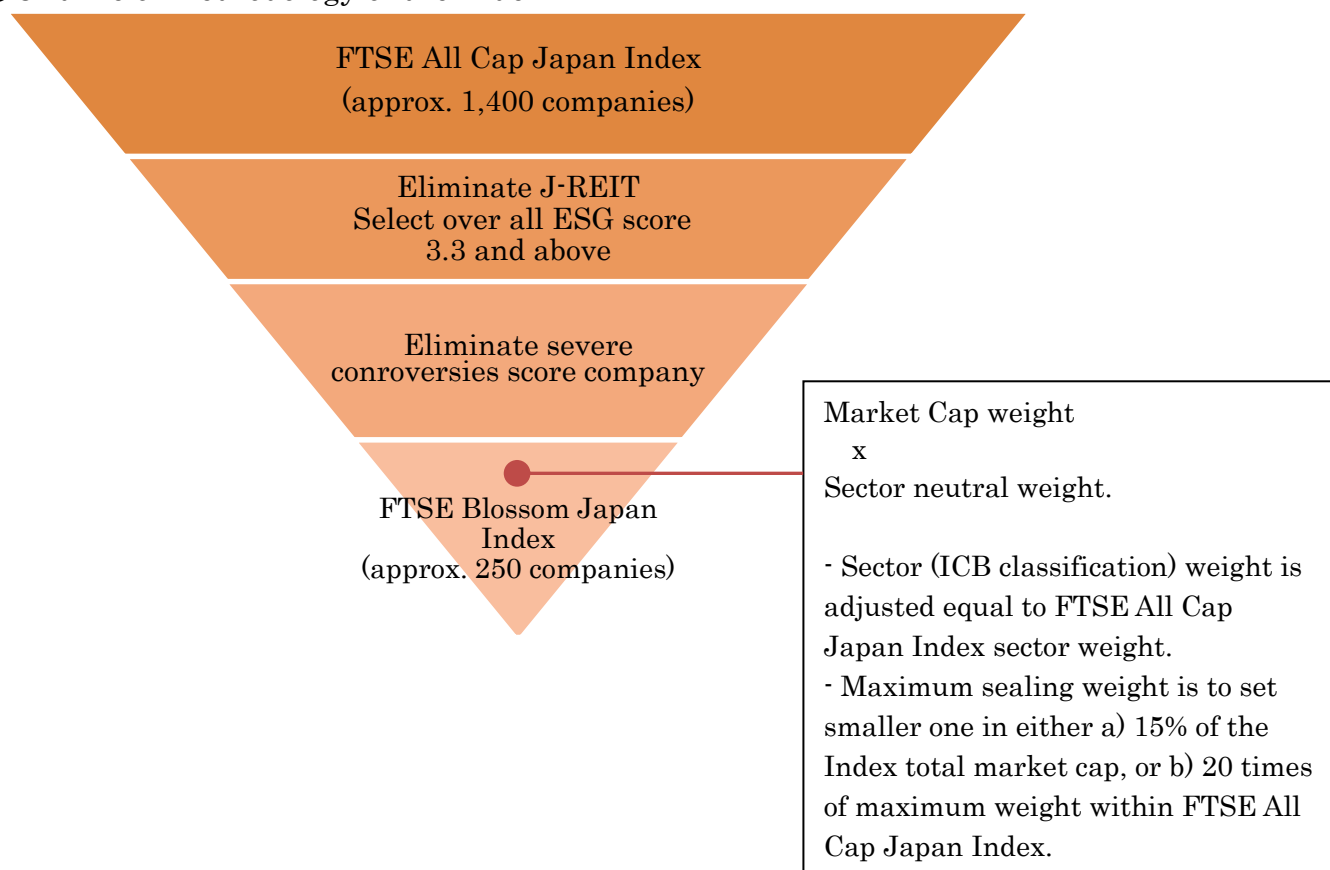 FTSE All Cap Japan Index
(approx. 1,400 companies)
Eliminate J-REIT
Select over all ESG score
3.3 and above
Eliminate severe
conroversies score company
FTSE Blossom Japan
Index
(approx. 250 companies)
Market Cap weight
x
Sector neutral weight.
- Sector (ICB classification) weight is
adjusted equal to FTSE All Cap
Japan Index sector weight.
- Maximum sealing weight is to set
smaller one in either a) 15% of the
Index total market cap, or b) 20 times
of maximum weight within FTSE All
Cap Japan Index.